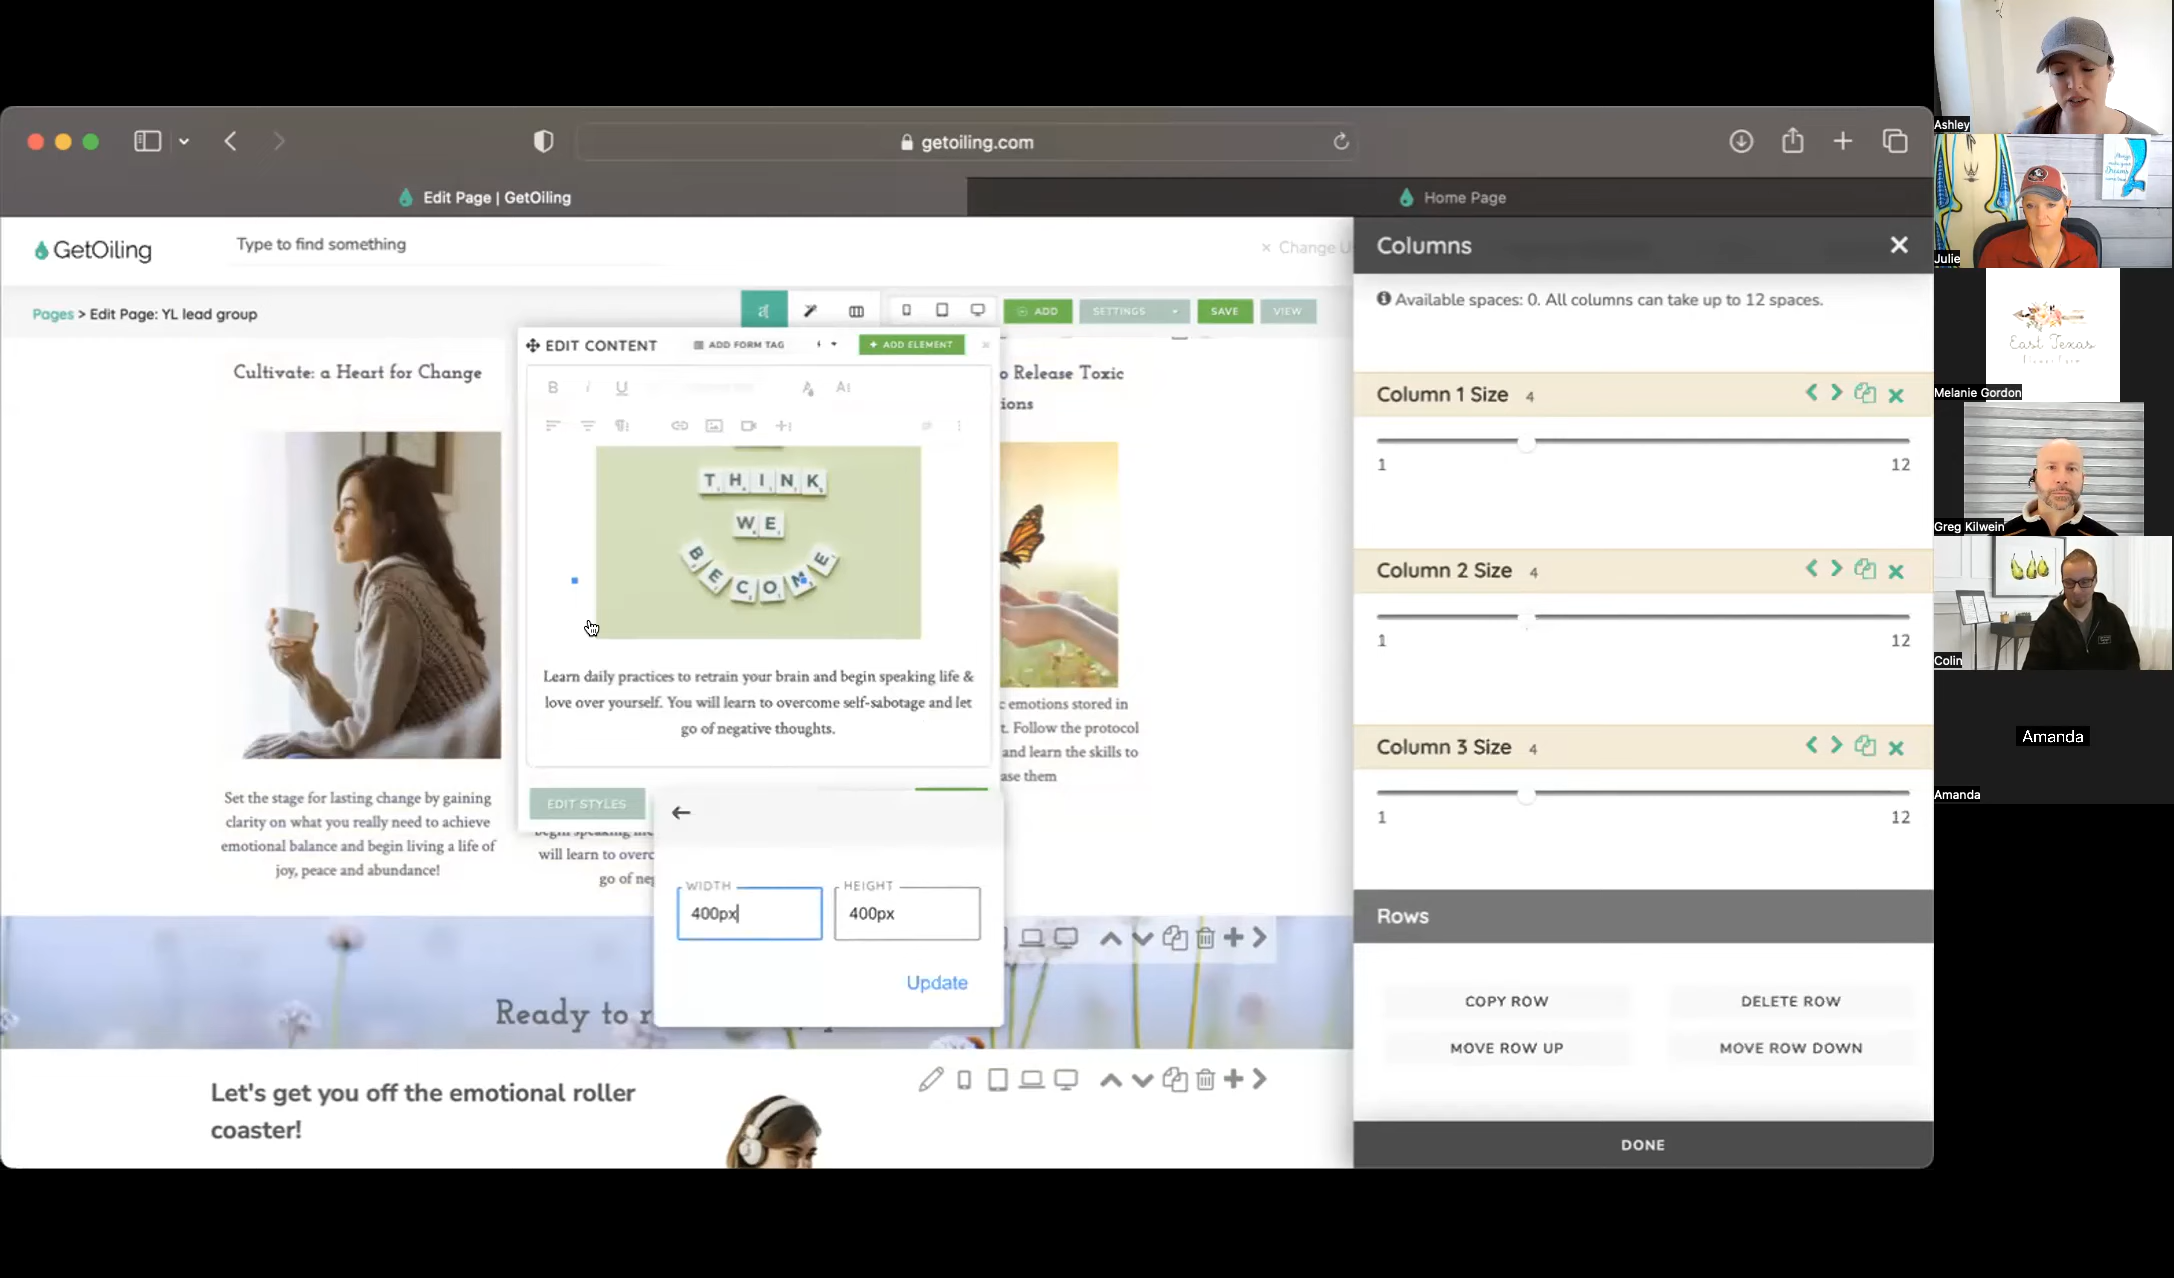 getoiling.com
Edit Page | GetOiling
Home Page
GetOiling
Type to find something
× Change U
Pages > Edit Page: YL lead group
ADD
SETTINGS
SAVE
VIEW
EDIT CONTENT
ADD FORM TAG
+ ADD ELEMENT
B I U
THINK
WE
BECOME
Learn daily practices to retrain your brain and begin speaking life &
love over yourself. You will learn to overcome self-sabotage and let
go of negative thoughts.
EDIT STYLES
Cultivate: a Heart for Change
Set the stage for lasting change by gaining
clarity on what you really need to achieve
emotional balance and begin living a life of
joy, peace and abundance!
will learn to overc
go of neg
o Release Toxic
ions
c emotions stored in
t. Follow the protocol
and learn the skills to
ase them
WIDTH
400px
HEIGHT
400px
Update
Ready to r
Let's get you off the emotional roller
coaster!
Columns
Available spaces: 0. All columns can take up to 12 spaces.
Column 1 Size 4
1 12
Column 2 Size 4
1 12
Column 3 Size 4
1 12
Rows
COPY ROW
DELETE ROW
MOVE ROW UP
MOVE ROW DOWN
DONE
Ashley
Julie
East Texas
Melanie Gordon
Greg Kilwein
Colin
Amanda
Amanda